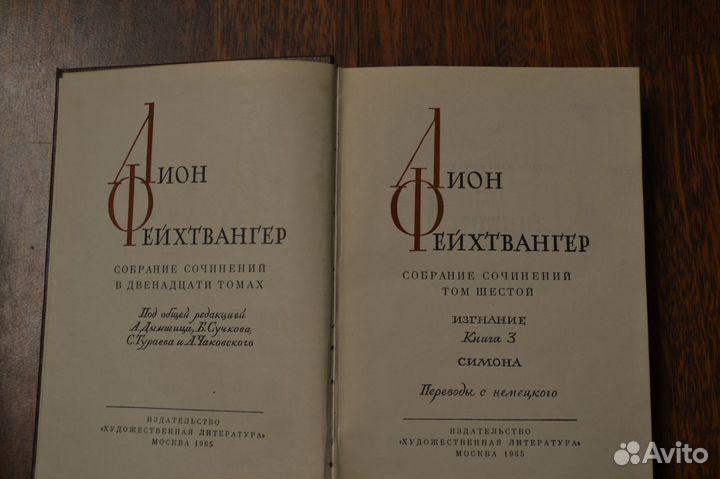 Лион
Фейхтвангер
СОБРАНИЕ СОЧИНЕНИЙ
В ДВЕНАДЦАТИ ТОМАХ
Под общей редакцией
А. Дымшица, Б. Сучкова,
С. Тураева и А. Чаковского
ИЗДАТЕЛЬСТВО
«ХУДОЖЕСТВЕННАЯ ЛИТЕРАТУРА»
МОСКВА 1965
Лион
Фейхтвангер
СОБРАНИЕ СОЧИНЕНИЙ
ТОМ ШЕСТОЙ
ИЗГНАНИЕ
Книга 3
СИМОНА
Переводы с немецкого
ИЗДАТЕЛЬСТВО
«ХУДОЖЕСТВЕННАЯ ЛИТЕРАТУРА»
МОСКВА 1965
Avito